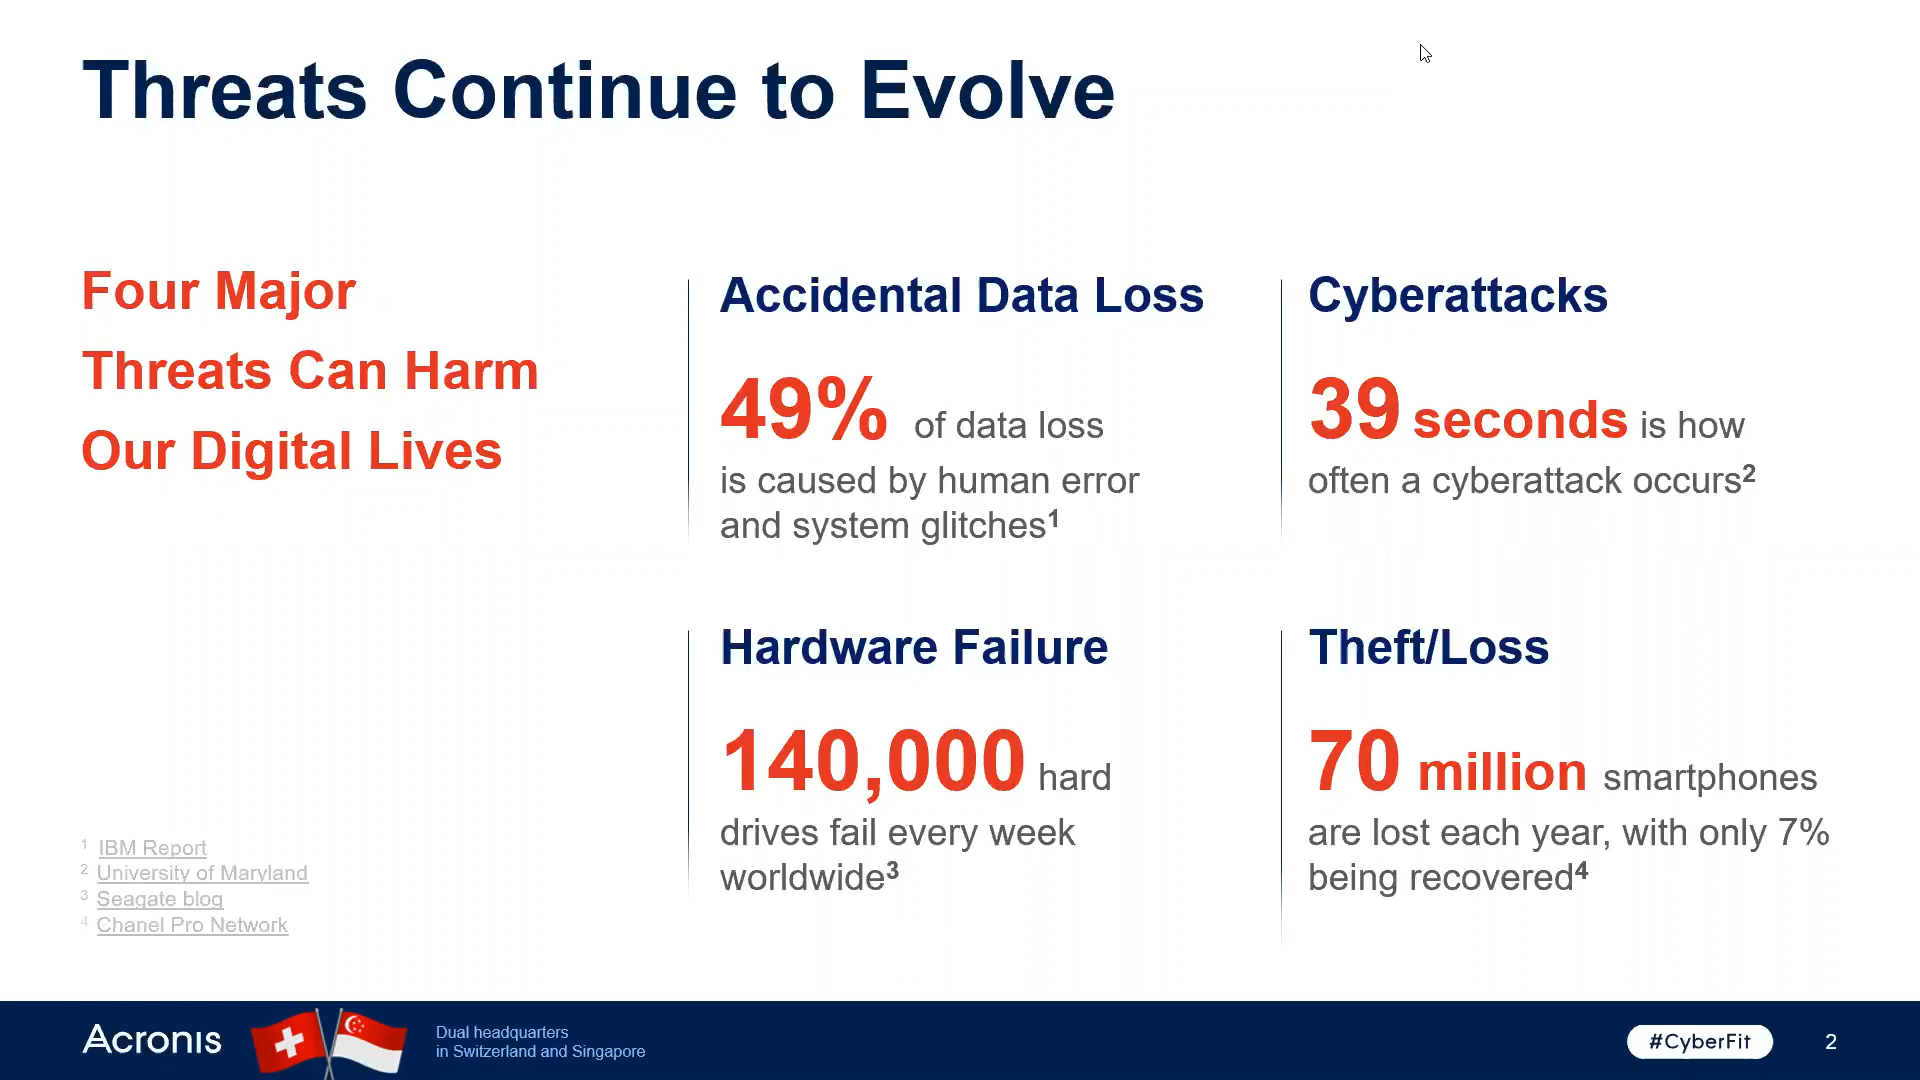 Threats Continue to Evolve
Four Major
Threats Can Harm
Our Digital Lives
Accidental Data Loss
49% of data loss
is caused by human error
and system glitches¹
Cyberattacks
39 seconds is how
often a cyberattack occurs²
Hardware Failure
140,000 hard
drives fail every week
worldwide³
Theft/Loss
70 million smartphones
are lost each year, with only 7%
being recovered⁴
¹ IBM Report
² University of Maryland
³ Seagate blog
⁴ Chanel Pro Network
Acronis
Dual headquarters
in Switzerland and Singapore
#CyberFit
2